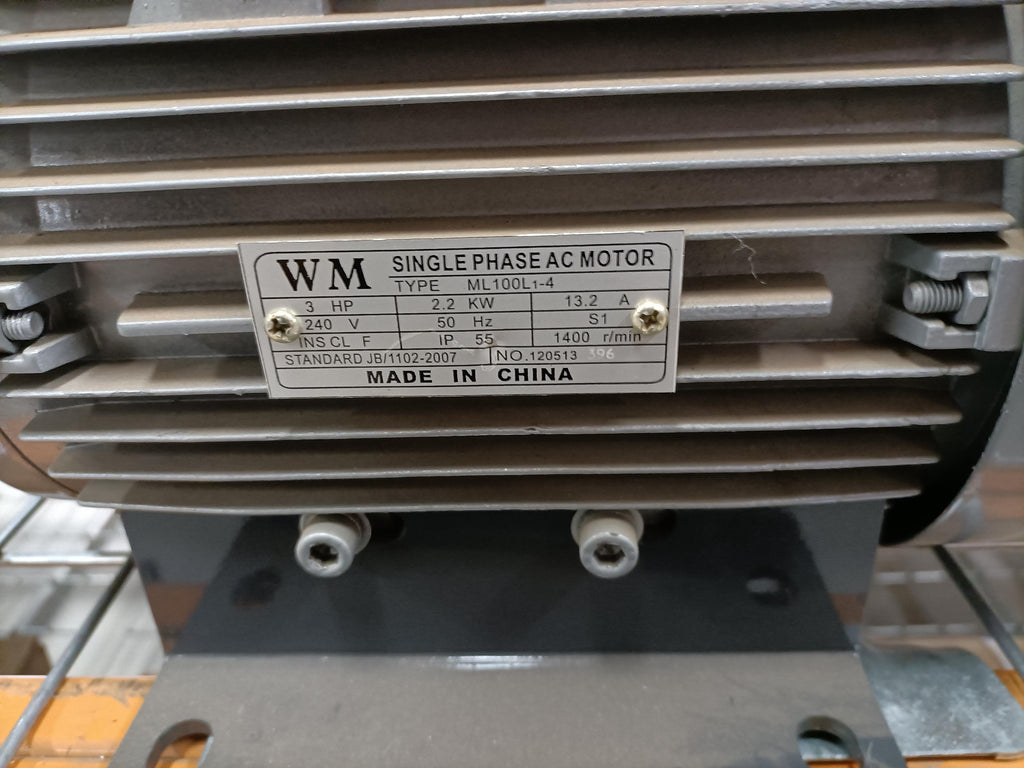 WM SINGLE PHASE AC MOTOR
TYPE ML100L1-4
3 HP 2.2 KW 13.2 A
240 V 50 Hz S1
INS CL F IP 55 1400 r/min
STANDARD JB/1102-2007 NO.120513 396
MADE IN CHINA